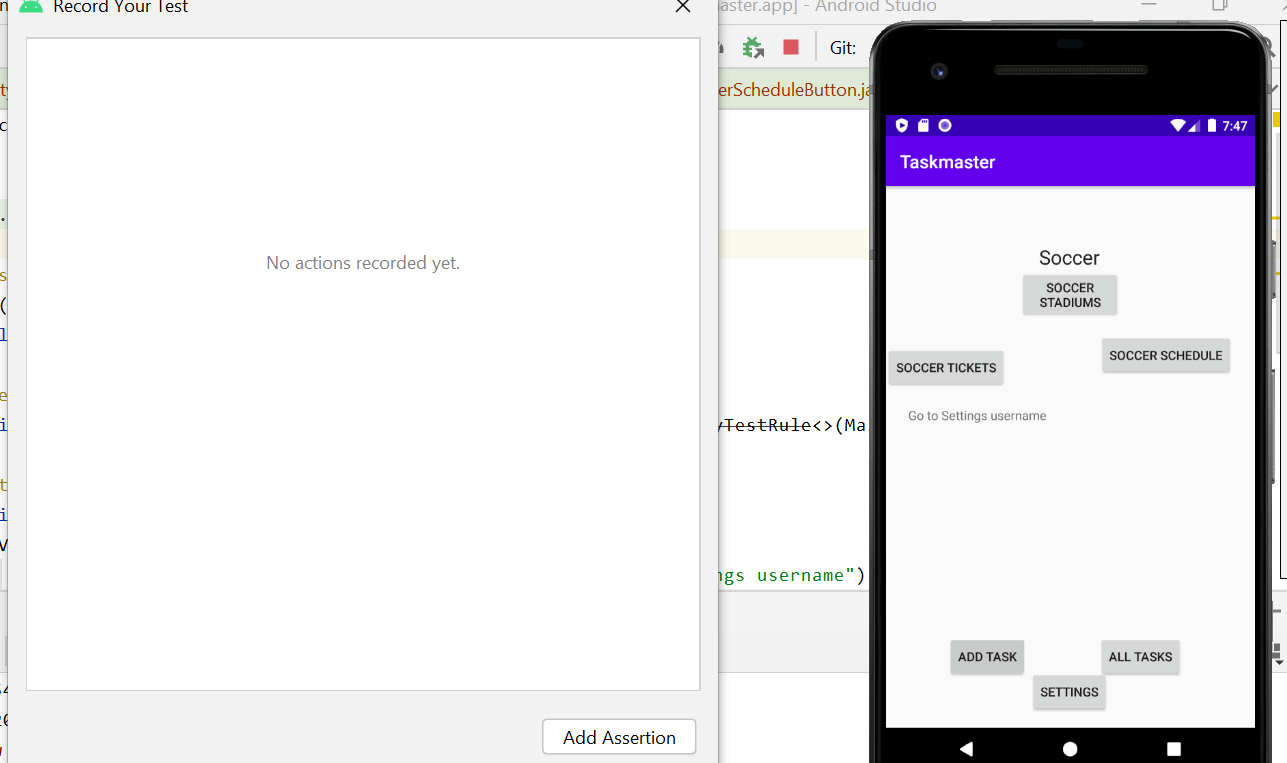 Record Your Test
master.app] - Android Studio
Git:
erScheduleButton.ja
No actions recorded yet.
yTestRule<>(Ma
ngs username")
Add Assertion
7:47
Taskmaster
Soccer
SOCCER
STADIUMS
SOCCER TICKETS
SOCCER SCHEDULE
Go to Settings username
ADD TASK
ALL TASKS
SETTINGS